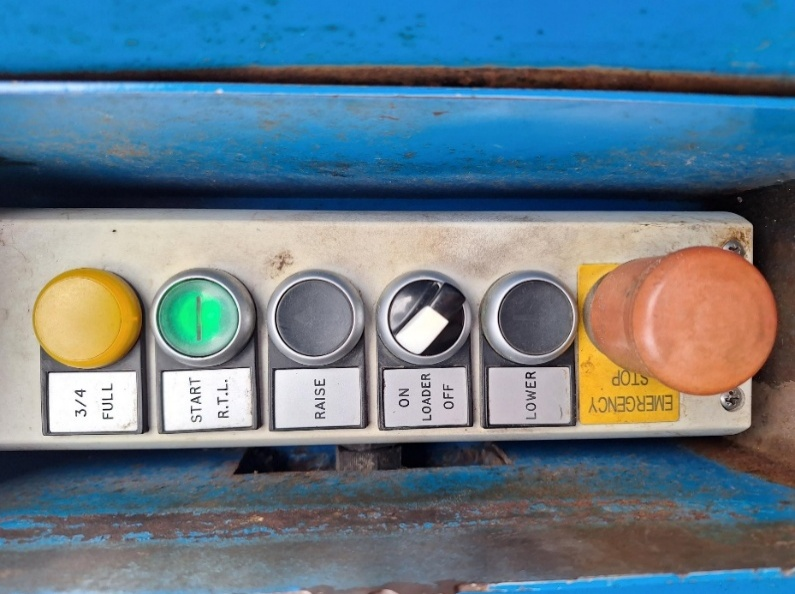 3/4
FULL
START
R.T.L.
RAISE
ON
LOADER
OFF
LOWER
EMERGENCY
STOP